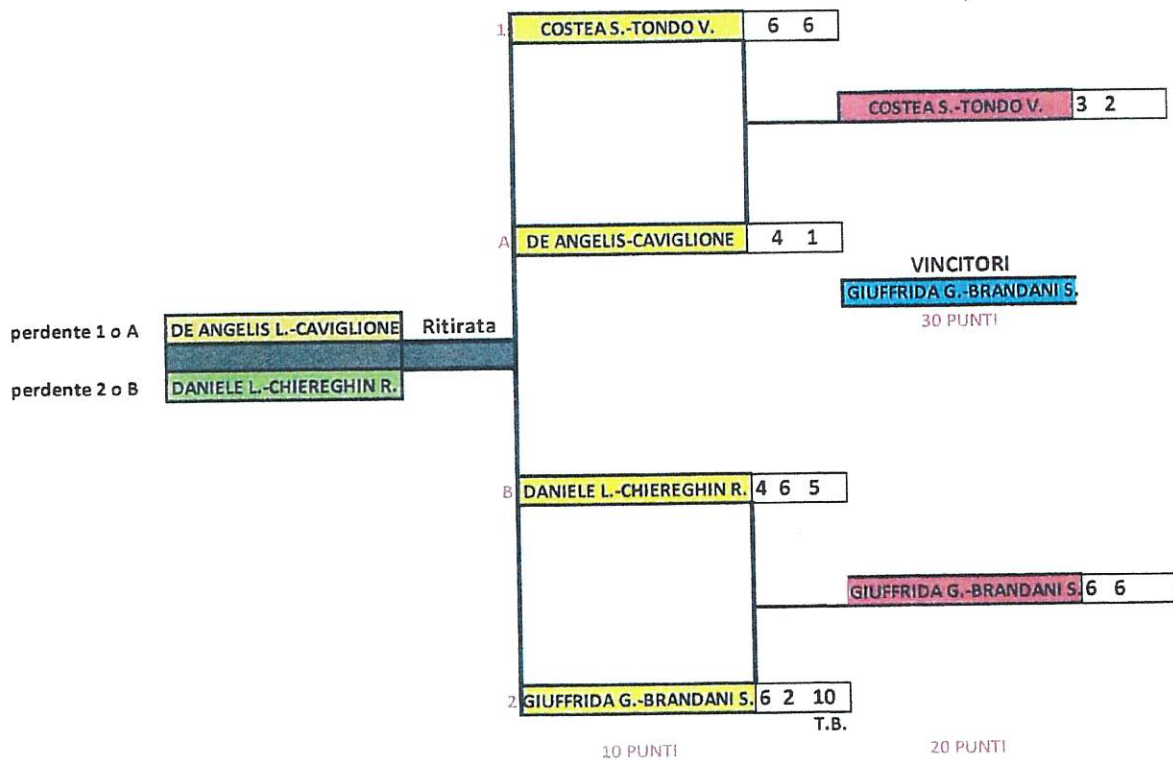 1 COSTEA S.-TONDO V. 6 6
COSTEA S.-TONDO V. 3 2
A DE ANGELIS-CAVIGLIONE 4 1
VINCITORI
GIUFFRIDA G.-BRANDANI S.
30 PUNTI
perdente 1 o A DE ANGELIS L.-CAVIGLIONE Ritirata
perdente 2 o B DANIELE L.-CHIEREGHIN R.
B DANIELE L.-CHIEREGHIN R. 4 6 5
GIUFFRIDA G.-BRANDANI S. 6 6
2 GIUFFRIDA G.-BRANDANI S. 6 2 10
T.B.
10 PUNTI 20 PUNTI